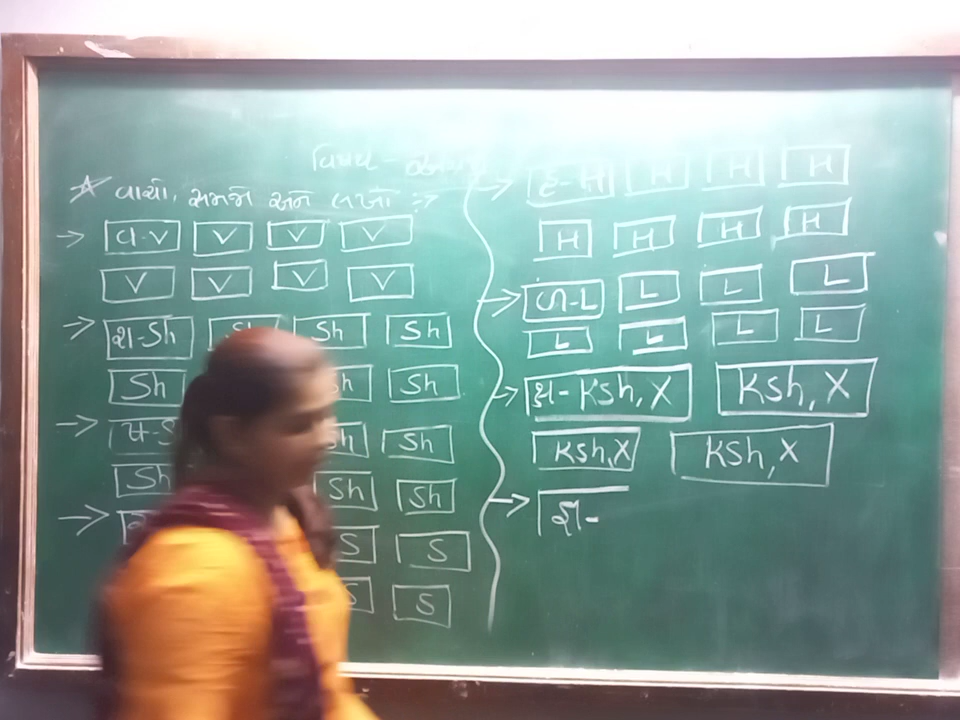 વિષય -
★ વાચો, સમજો અને લખો :->
→ વ-V V V V
V V V V
→ શ-Sh Sh Sh Sh
Sh Sh Sh
→ ષ-S Sh Sh
Sh Sh Sh
→ S S
S S
→ હ-H H H H
H H H H
→ ળ-L L L L
L L L L
→ ક્ષ-Ksh, X Ksh, X
Ksh, X Ksh, X
→ જ્ઞ-